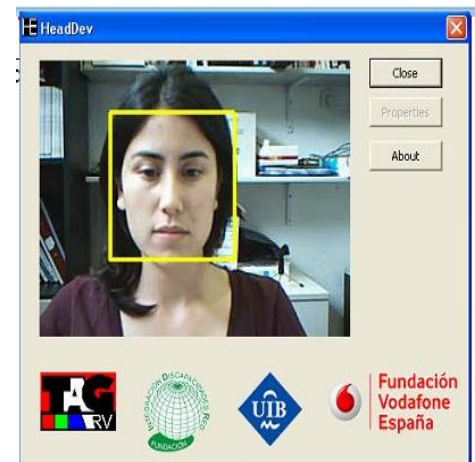 HeadDev
Close
Properties
About
TAG
RV
INTEGRACIÓN DISCAPACIDADES RED
FUNDACIÓN
UIB
Fundación
Vodafone
España